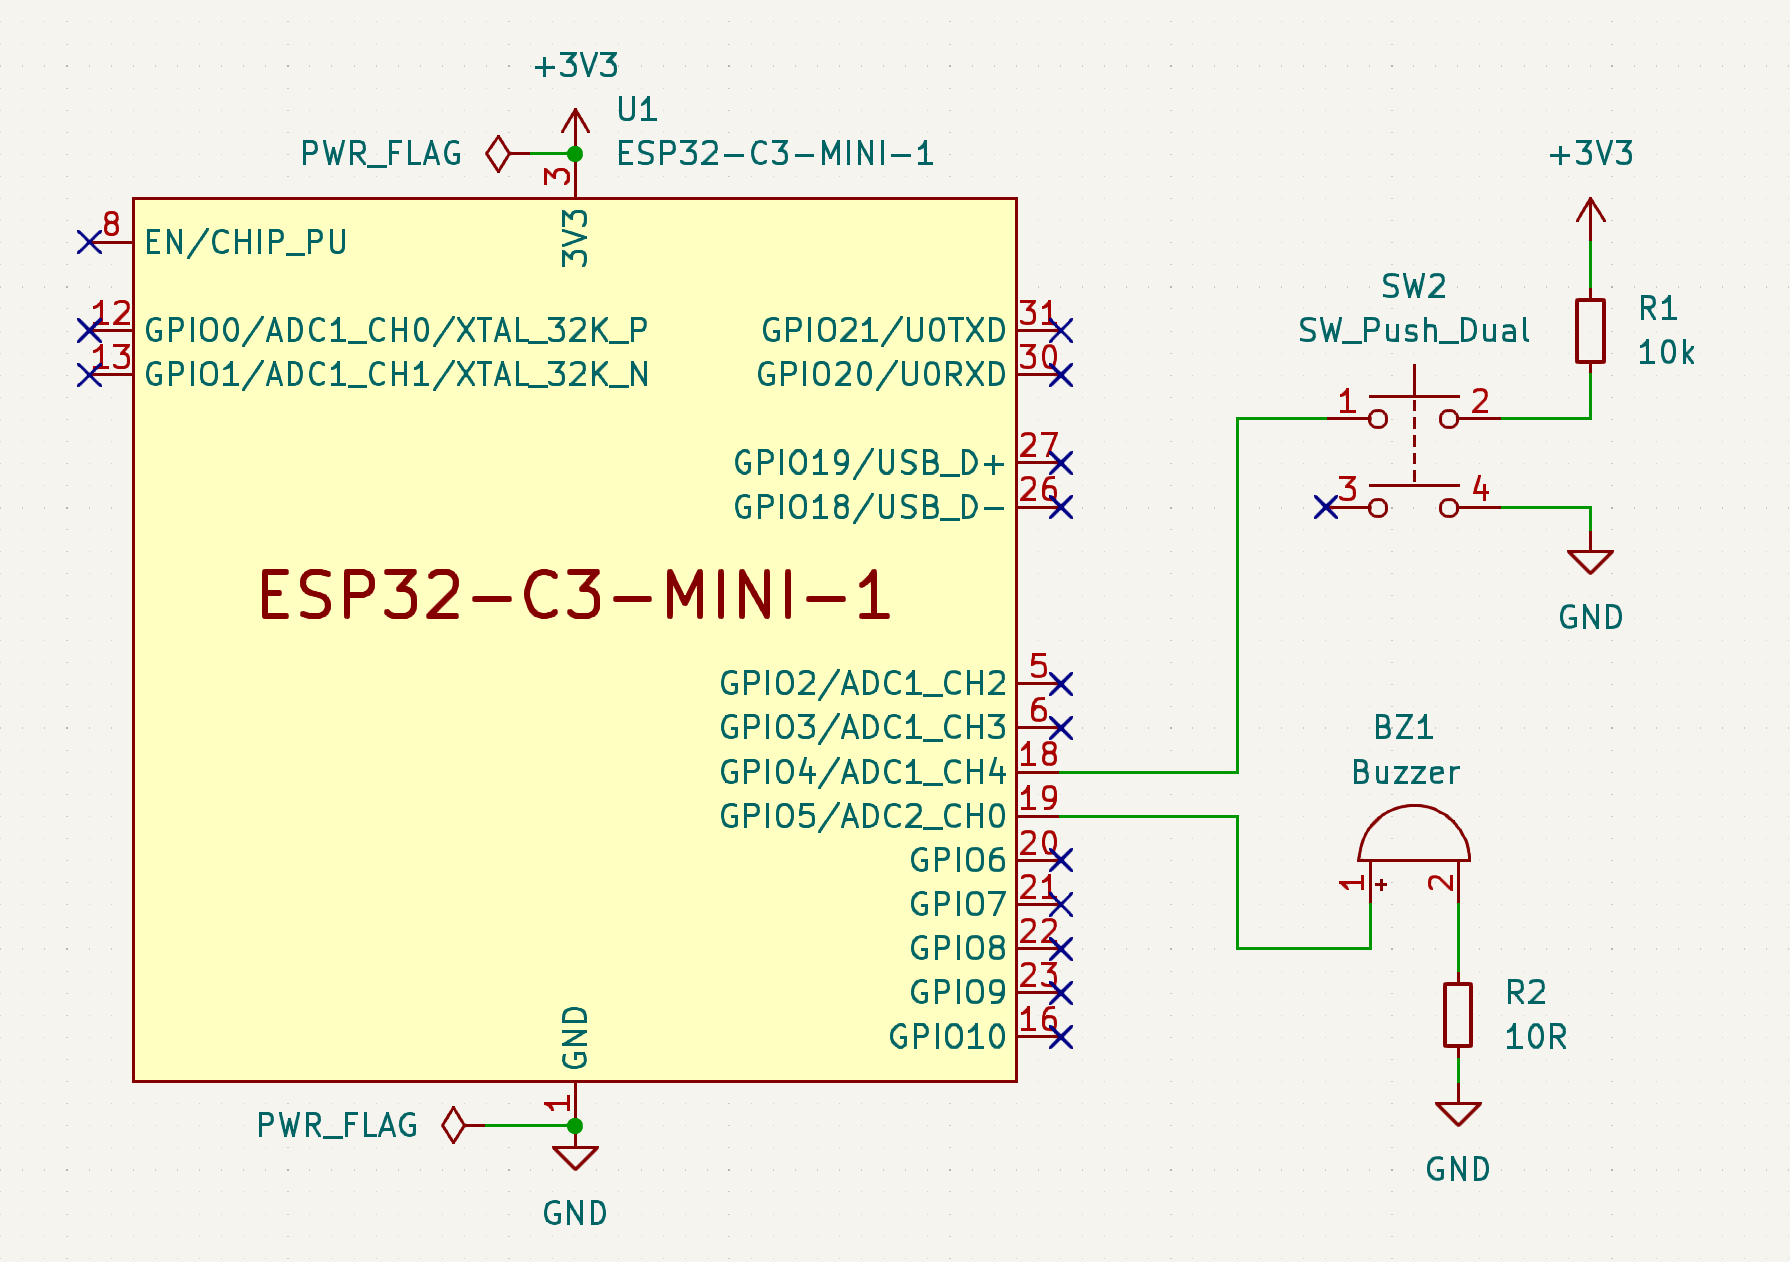 +3V3
U1
PWR_FLAG
ESP32-C3-MINI-1
3
3V3
8
EN/CHIP_PU
12
GPIO0/ADC1_CH0/XTAL_32K_P
13
GPIO1/ADC1_CH1/XTAL_32K_N
31
GPIO21/U0TXD
30
GPIO20/U0RXD
27
GPIO19/USB_D+
26
GPIO18/USB_D-
ESP32-C3-MINI-1
5
GPIO2/ADC1_CH2
6
GPIO3/ADC1_CH3
18
GPIO4/ADC1_CH4
19
GPIO5/ADC2_CH0
20
GPIO6
21
GPIO7
22
GPIO8
23
GPIO9
16
GPIO10
GND
1
PWR_FLAG
GND
+3V3
SW2
SW_Push_Dual
R1
10k
1
2
3
4
GND
BZ1
Buzzer
1
+
2
R2
10R
GND